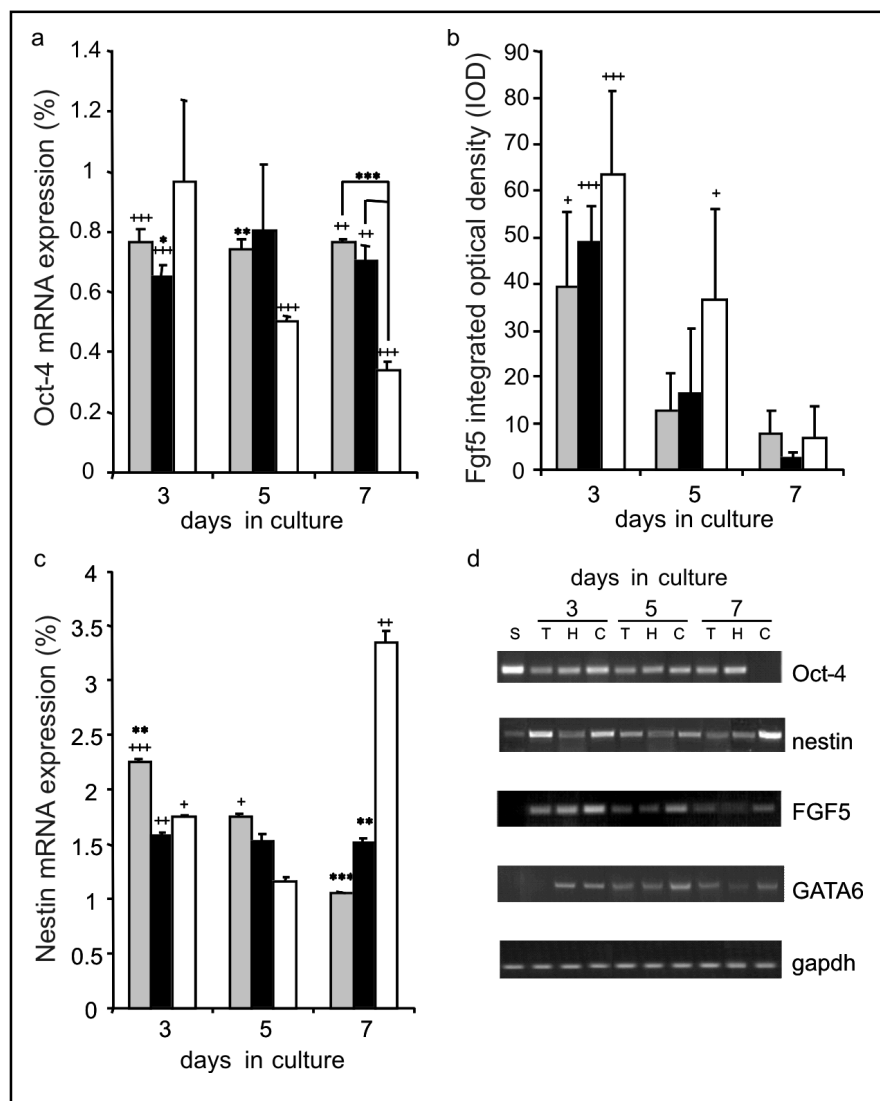 a
Oct-4 mRNA expression (%)
1.4
1.2
1
0.8
0.6
0.4
0.2
0
+++
*
+++
**
+++
***
++
++
+++
3 5 7
days in culture
b
Fgf5 integrated optical density (IOD)
90
80
70
60
50
40
30
20
10
0
+
+++
+++
+
3 5 7
days in culture
c
Nestin mRNA expression (%)
4
3.5
3
2.5
2
1.5
1
0.5
0
**
+++
++
+
+
***
**
++
3 5 7
days in culture
d
days in culture
3 5 7
S T H C T H C T H C
Oct-4
nestin
FGF5
GATA6
gapdh